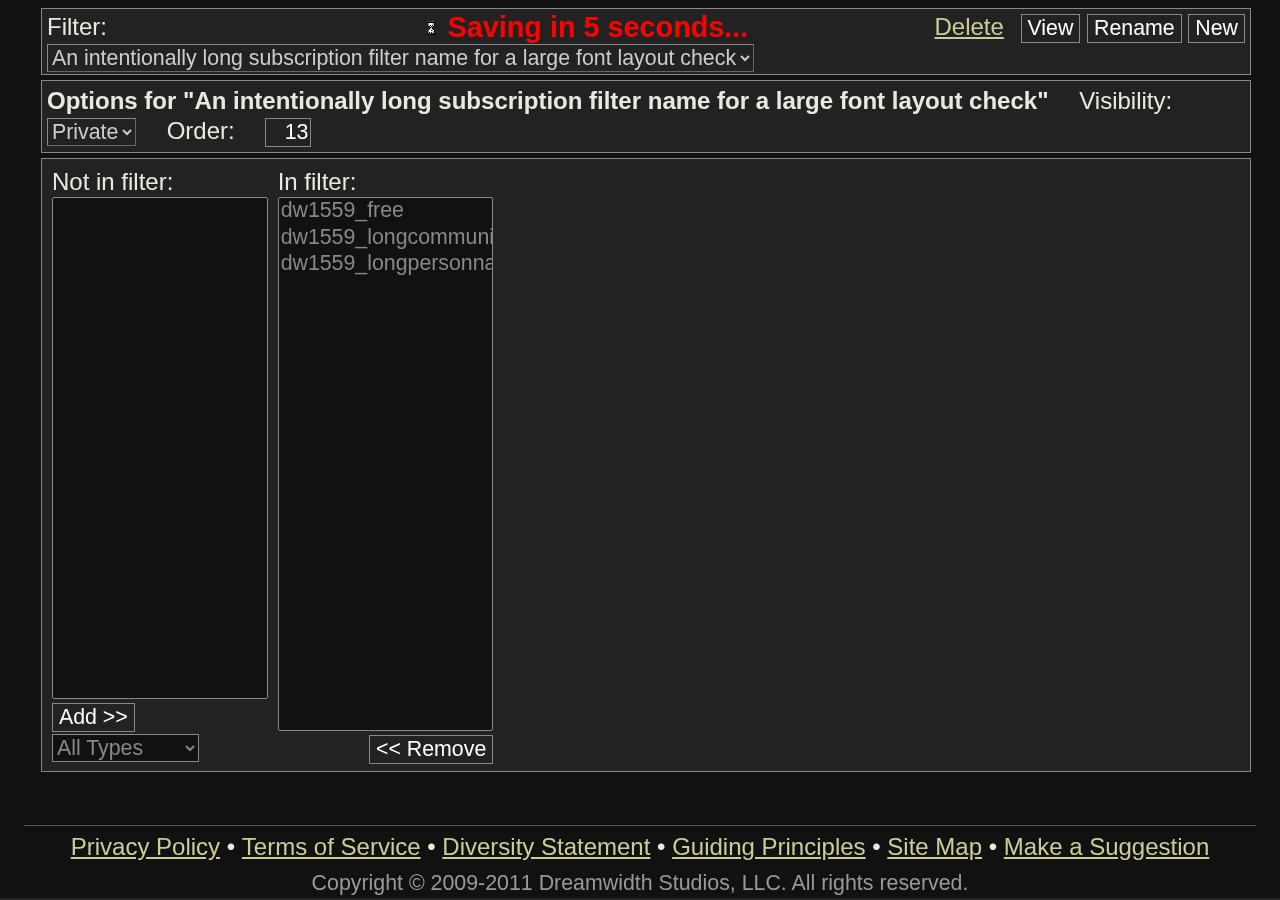 Filter:
Saving in 5 seconds...
Delete View Rename New
An intentionally long subscription filter name for a large font layout check
Options for "An intentionally long subscription filter name for a large font layout check" Visibility:
Private Order: 13
Not in filter: In filter:
dw1559_free
dw1559_longcommuni
dw1559_longpersonna
Add >>
All Types
<< Remove
Privacy Policy • Terms of Service • Diversity Statement • Guiding Principles • Site Map • Make a Suggestion
Copyright © 2009-2011 Dreamwidth Studios, LLC. All rights reserved.